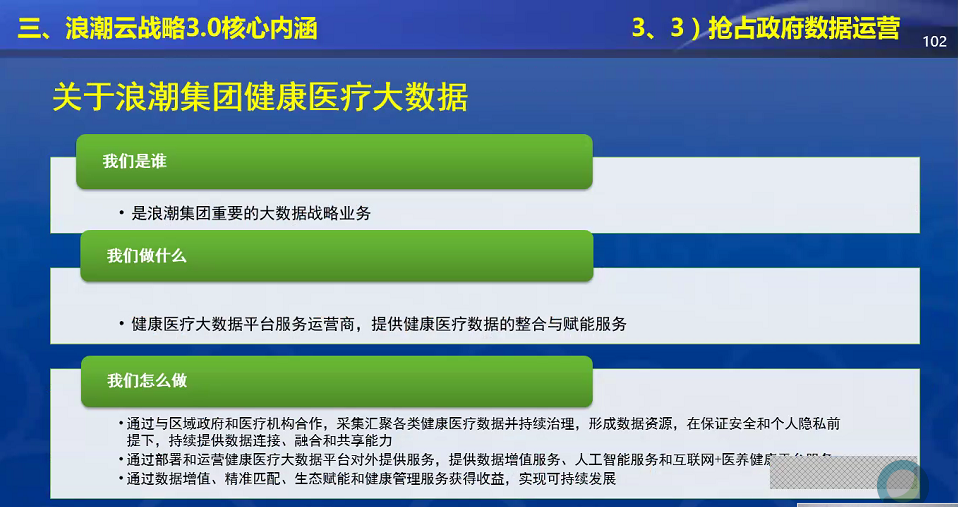 三、浪潮云战略3.0核心内涵
3、3）抢占政府数据运营
102
关于浪潮集团健康医疗大数据
我们是谁
• 是浪潮集团重要的大数据战略业务
我们做什么
• 健康医疗大数据平台服务运营商，提供健康医疗数据的整合与赋能服务
我们怎么做
• 通过与区域政府和医疗机构合作，采集汇聚各类健康医疗数据并持续治理，形成数据资源，在保证安全和个人隐私前
提下，持续提供数据连接、融合和共享能力
• 通过部署和运营健康医疗大数据平台对外提供服务，提供数据增值服务、人工智能服务和互联网+医养健康
• 通过数据增值、精准匹配、生态赋能和健康管理服务获得收益，实现可持续发展